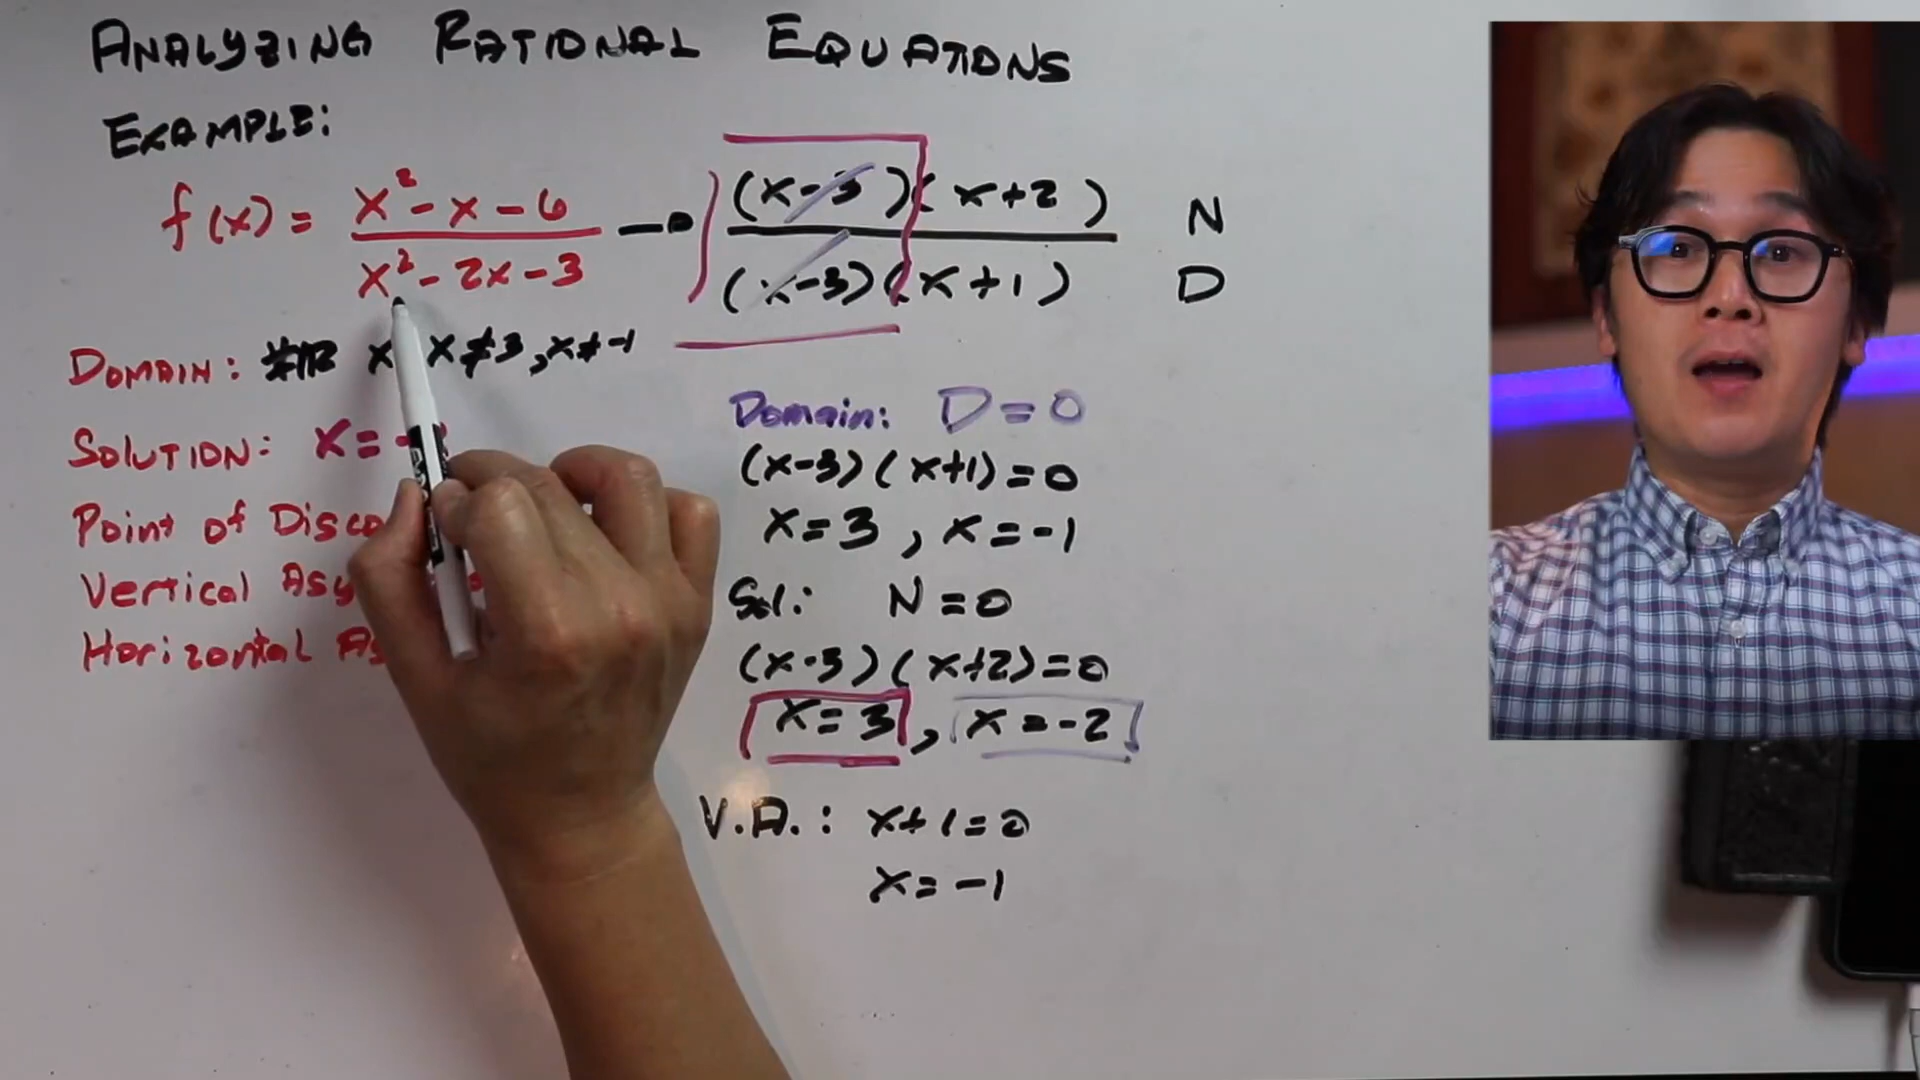 ANALYZING RATIONAL EQUATIONS
EXAMPLE:
f(x) = x² - x - 6 / x² - 2x - 3 → (x-3)(x+2) / (x-3)(x+1)
N
D
DOMAIN: x≠3, x≠-1
SOLUTION: x = -
Point of Disco
Vertical Asy
Horizontal As
Domain: D = 0
(x-3)(x+1)=0
x=3, x=-1
Sol: N=0
(x-3)(x+2)=0
x=3, x=-2
V.A.: x+1=0
x=-1